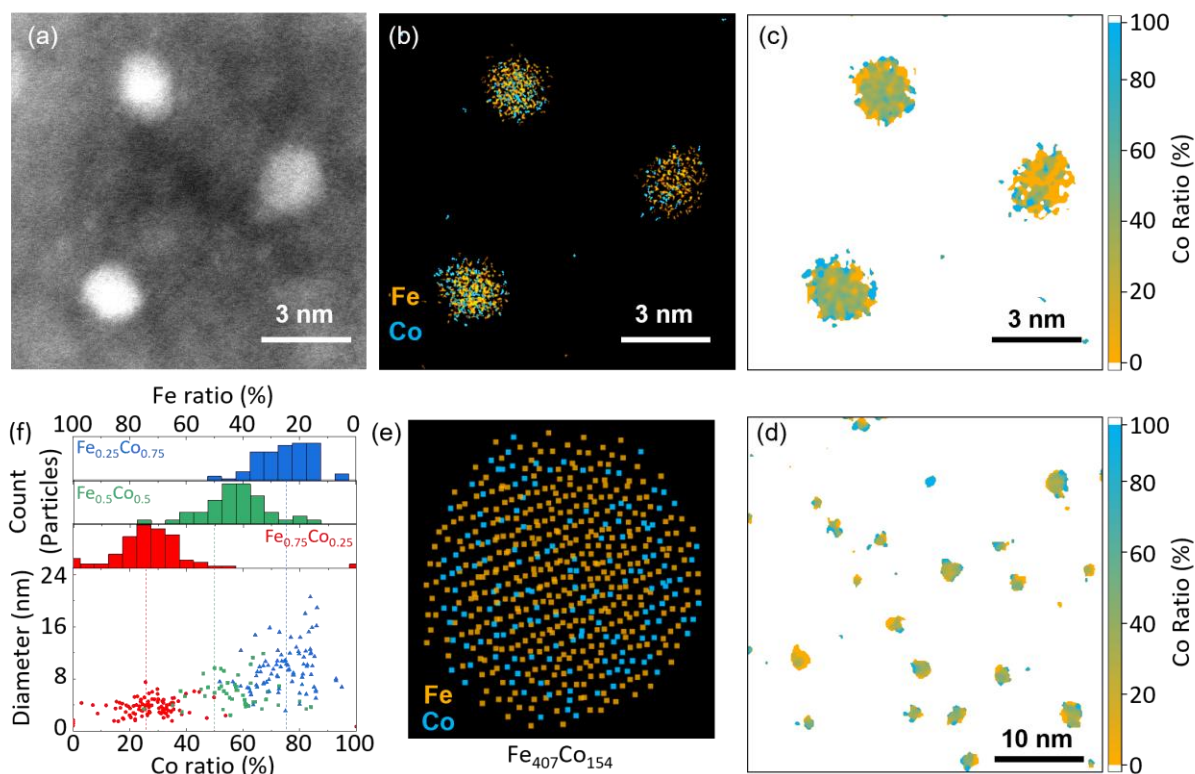 (a)
3 nm
(b)
Fe
Co
3 nm
(c)
3 nm
100
80
60
40
20
0
Co Ratio (%)
(f)
Fe ratio (%)
100 80 60 40 20 0
Count
(Particles)
Fe0.25Co0.75
Fe0.5Co0.5
Fe0.75Co0.25
Diameter (nm)
24
16
8
0
0 20 40 60 80 100
Co ratio (%)
(e)
Fe
Co
Fe407Co154
(d)
10 nm
100
80
60
40
20
0
Co Ratio (%)